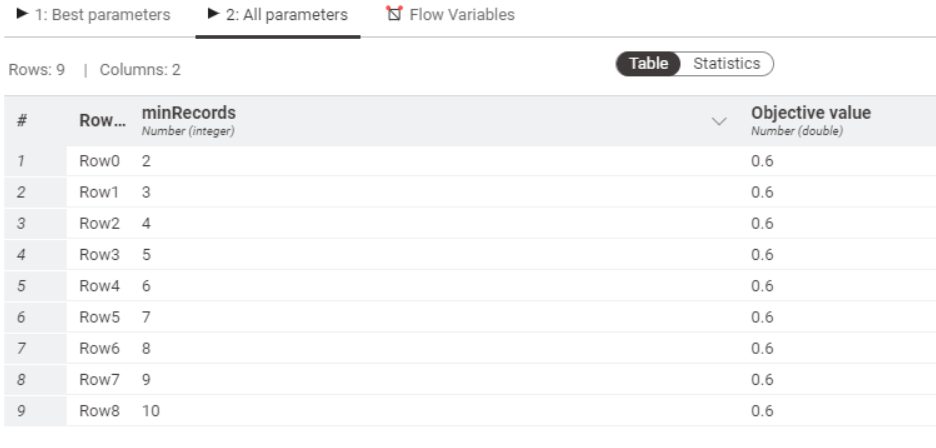 1: Best parameters 2: All parameters Flow Variables
Rows: 9 | Columns: 2 Table Statistics
# Row... minRecords Objective value
Number (integer) Number (double)
1 Row0 2 0.6
2 Row1 3 0.6
3 Row2 4 0.6
4 Row3 5 0.6
5 Row4 6 0.6
6 Row5 7 0.6
7 Row6 8 0.6
8 Row7 9 0.6
9 Row8 10 0.6